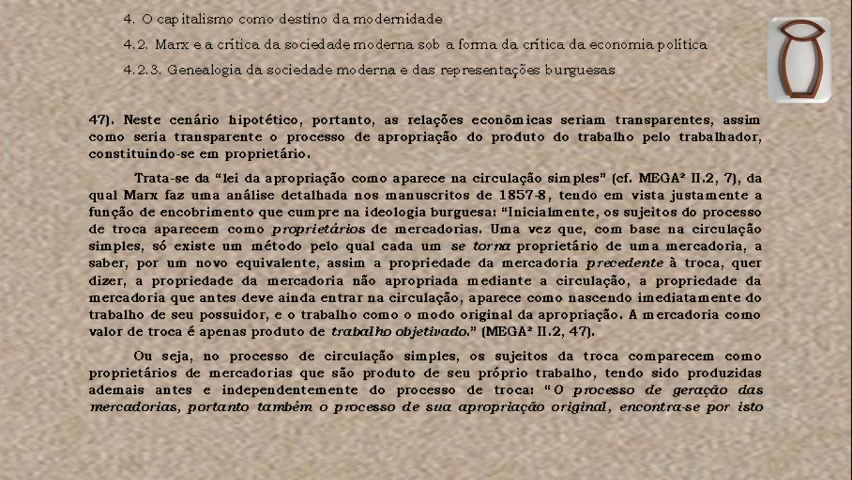 4. O capitalismo como destino da modernidade
4.2. Marx e a crítica da sociedade moderna sob a forma da crítica da economia política
4.2.3. Genealogia da sociedade moderna e das representações burguesas
47). Neste cenário hipotético, portanto, as relações econômicas seriam transparentes, assim
como seria transparente o processo de apropriação do produto do trabalho pelo trabalhador,
constituindo-se em proprietário.
Trata-se da “lei da apropriação como aparece na circulação simples” (cf. MEGA² II.2, 7), da
qual Marx faz uma análise detalhada nos manuscritos de 1857-8, tendo em vista justamente a
função de encobrimento que cumpre na ideologia burguesa: “Inicialmente, os sujeitos do processo
de troca aparecem como proprietários de mercadorias. Uma vez que, com base na circulação
simples, só existe um método pelo qual cada um se torna proprietário de uma mercadoria, a
saber, por um novo equivalente, assim a propriedade da mercadoria precedente à troca, quer
dizer, a propriedade da mercadoria não apropriada mediante a circulação, a propriedade da
mercadoria que antes deve ainda entrar na circulação, aparece como nascendo imediatamente do
trabalho de seu possuidor, e o trabalho como o modo original da apropriação. A mercadoria como
valor de troca é apenas produto de trabalho objetivado.” (MEGA² II.2, 47).
Ou seja, no processo de circulação simples, os sujeitos da troca comparecem como
proprietários de mercadorias que são produto de seu próprio trabalho, tendo sido produzidas
ademais antes e independentemente do processo de troca: “O processo de geração das
mercadorias, portanto também o processo de sua apropriação original, encontra-se por isto